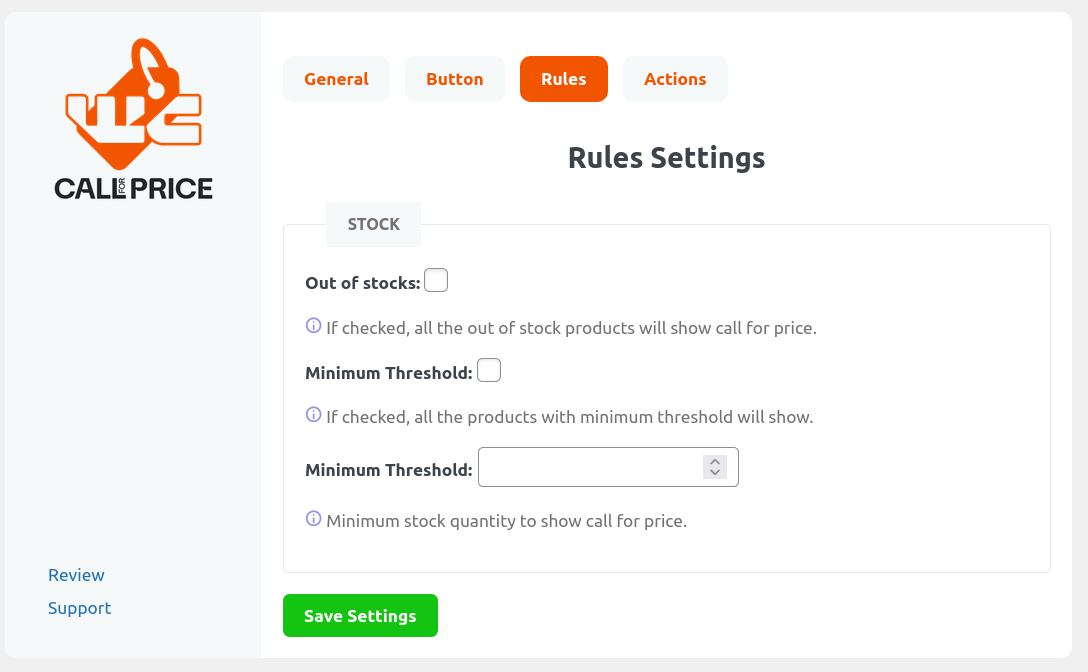 CALL FOR PRICE
General Button Rules Actions
Rules Settings
STOCK
Out of stocks:
If checked, all the out of stock products will show call for price.
Minimum Threshold:
If checked, all the products with minimum threshold will show.
Minimum Threshold:
Minimum stock quantity to show call for price.
Review
Support
Save Settings